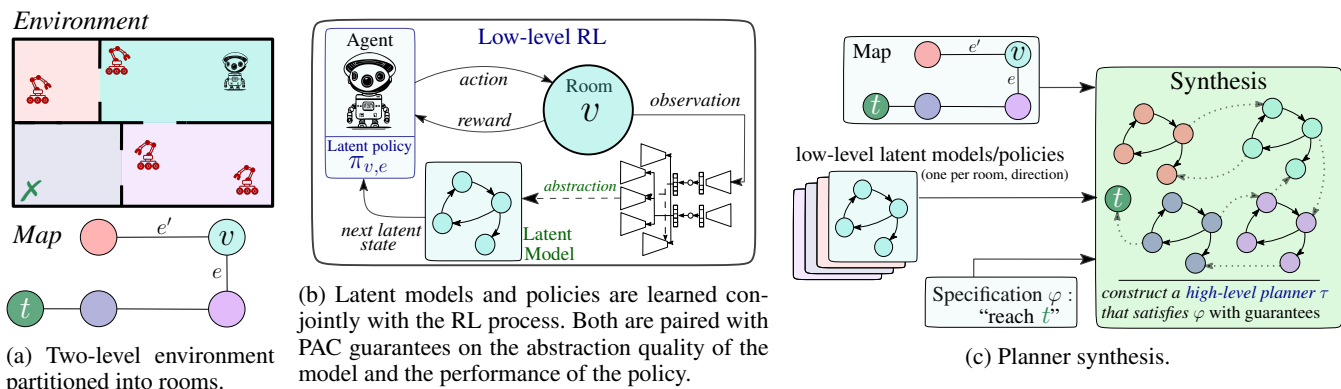 Environment
Map
e'
v
e
t
(a) Two-level environment
partitioned into rooms.
Agent
Low-level RL
action
Room
v
observation
reward
Latent policy
π_{v,e}
abstraction
next latent
state
Latent
Model
(b) Latent models and policies are learned con-
jointly with the RL process. Both are paired with
PAC guarantees on the abstraction quality of the
model and the performance of the policy.
Map
e'
v
e
t
low-level latent models/policies
(one per room, direction)
Specification φ :
“reach t”
Synthesis
t
construct a high-level planner τ
that satisfies φ with guarantees
(c) Planner synthesis.